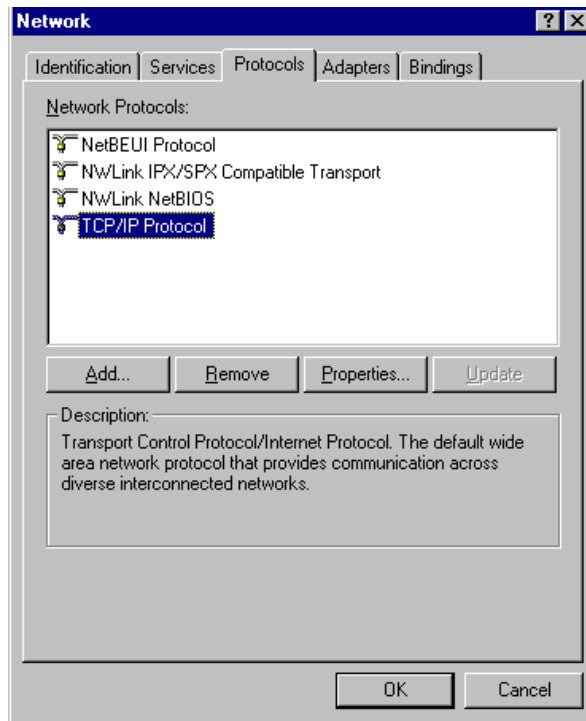 Network
Identification Services Protocols Adapters Bindings
Network Protocols:
NetBEUI Protocol
NWLink IPX/SPX Compatible Transport
NWLink NetBIOS
TCP/IP Protocol
Add... Remove Properties... Update
Description:
Transport Control Protocol/Internet Protocol. The default wide
area network protocol that provides communication across
diverse interconnected networks.
OK Cancel